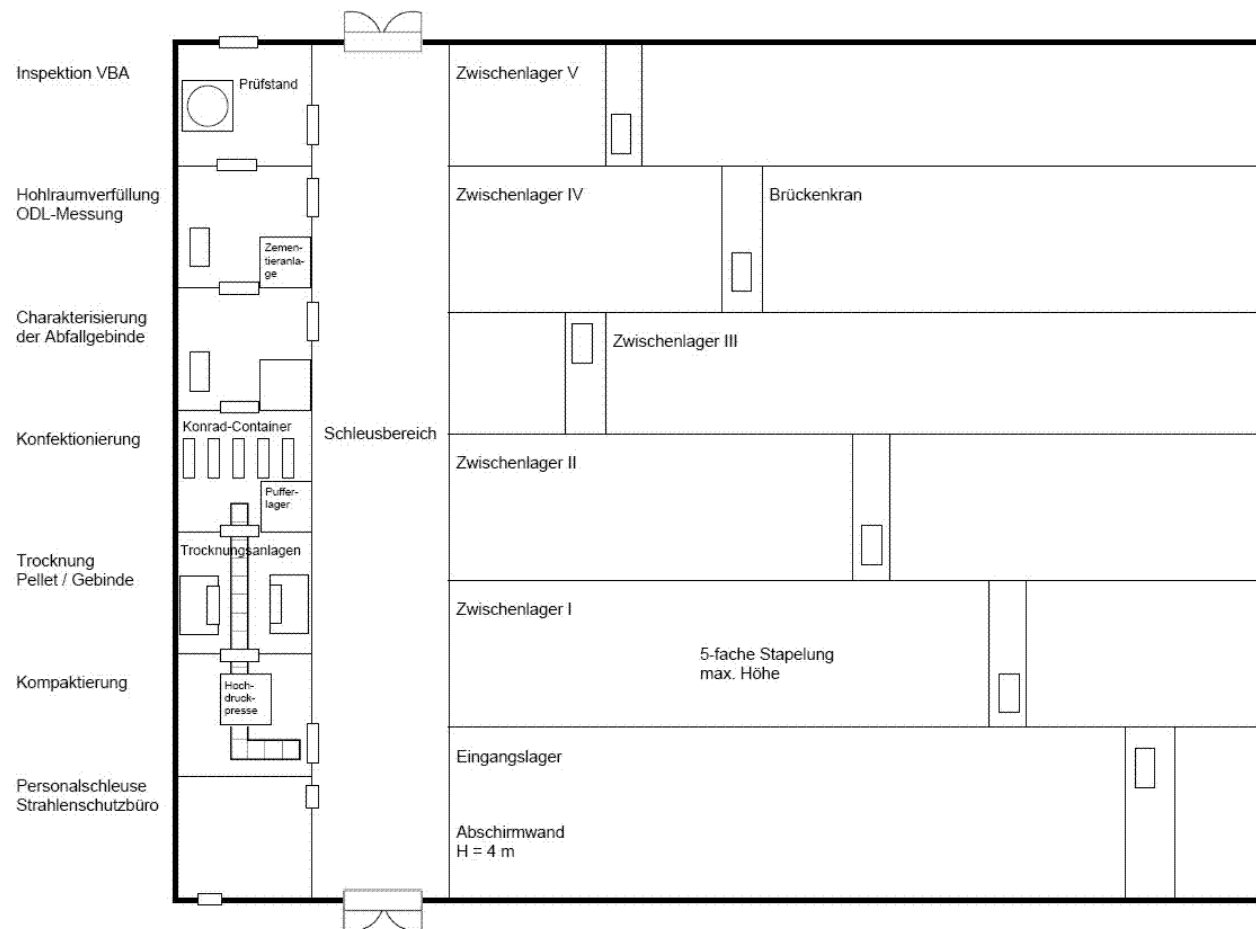 Inspektion VBA
Prüfstand
Zwischenlager V
Hohlraumverfüllung
ODL-Messung
Zemen-
tieranla-
ge
Zwischenlager IV
Brückenkran
Charakterisierung
der Abfallgebinde
Zwischenlager III
Konfektionierung
Konrad-Container
Puffer-
lager
Schleusbereich
Zwischenlager II
Trocknung
Pellet / Gebinde
Trocknungsanlagen
Zwischenlager I
5-fache Stapelung
max. Höhe
Kompaktierung
Hoch-
druck-
presse
Eingangslager
Personalschleuse
Strahlenschutzbüro
Abschirmwand
H = 4 m